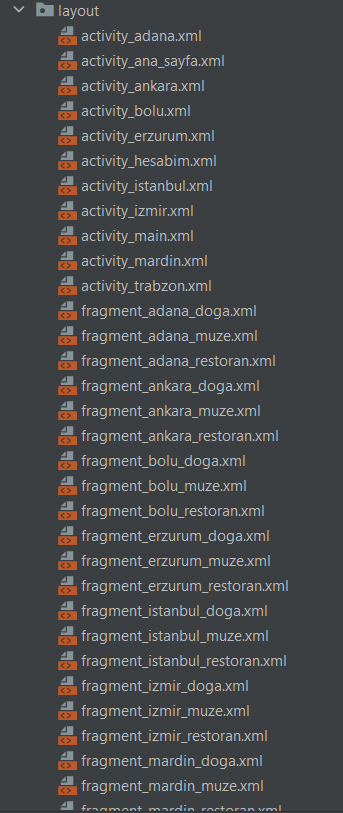 layout
activity_adana.xml
activity_ana_sayfa.xml
activity_ankara.xml
activity_bolu.xml
activity_erzurum.xml
activity_hesabim.xml
activity_istanbul.xml
activity_izmir.xml
activity_main.xml
activity_mardin.xml
activity_trabzon.xml
fragment_adana_doga.xml
fragment_adana_muze.xml
fragment_adana_restoran.xml
fragment_ankara_doga.xml
fragment_ankara_muze.xml
fragment_ankara_restoran.xml
fragment_bolu_doga.xml
fragment_bolu_muze.xml
fragment_bolu_restoran.xml
fragment_erzurum_doga.xml
fragment_erzurum_muze.xml
fragment_erzurum_restoran.xml
fragment_istanbul_doga.xml
fragment_istanbul_muze.xml
fragment_istanbul_restoran.xml
fragment_izmir_doga.xml
fragment_izmir_muze.xml
fragment_izmir_restoran.xml
fragment_mardin_doga.xml
fragment_mardin_muze.xml
fragment_mardin_restoran.xml